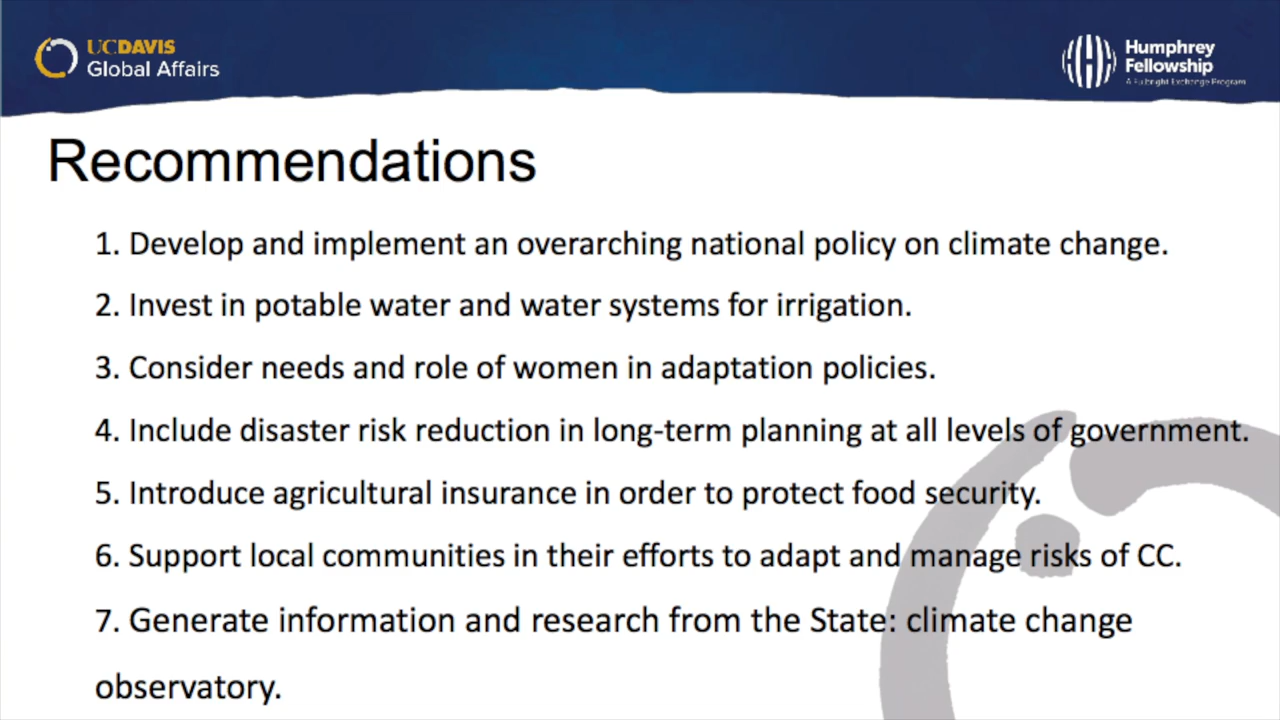 UCDAVIS
Global Affairs
Humphrey
Fellowship
A Fulbright Exchange Program
Recommendations
1. Develop and implement an overarching national policy on climate change.
2. Invest in potable water and water systems for irrigation.
3. Consider needs and role of women in adaptation policies.
4. Include disaster risk reduction in long-term planning at all levels of government.
5. Introduce agricultural insurance in order to protect food security.
6. Support local communities in their efforts to adapt and manage risks of CC.
7. Generate information and research from the State: climate change
observatory.